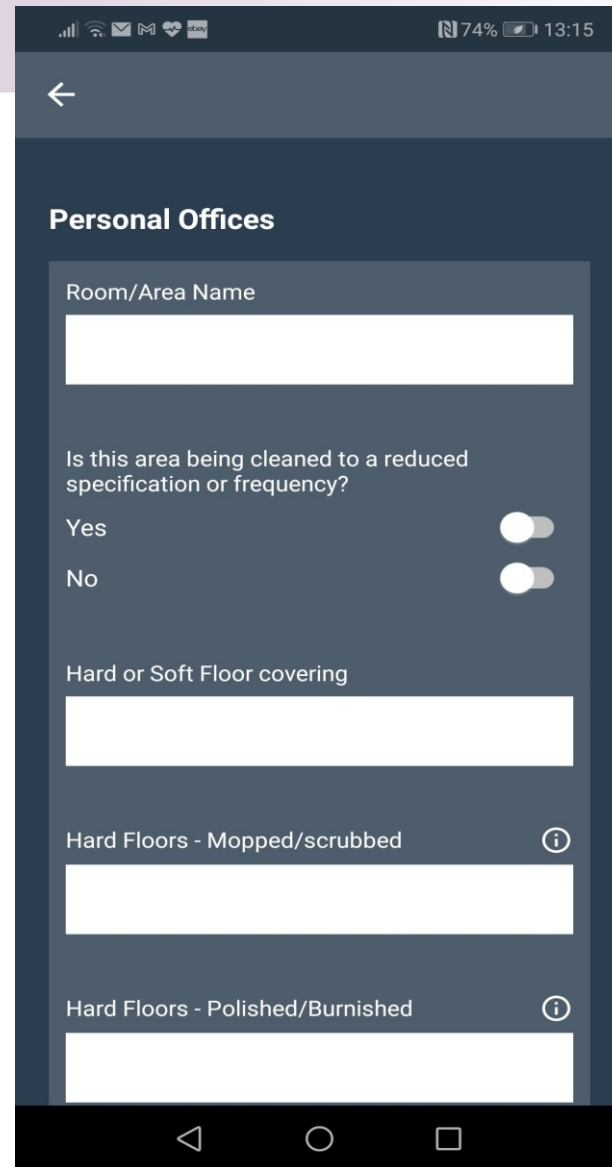 ebay 74% 13:15
Personal Offices
Room/Area Name
Is this area being cleaned to a reduced
specification or frequency?
Yes
No
Hard or Soft Floor covering
Hard Floors - Mopped/scrubbed
Hard Floors - Polished/Burnished